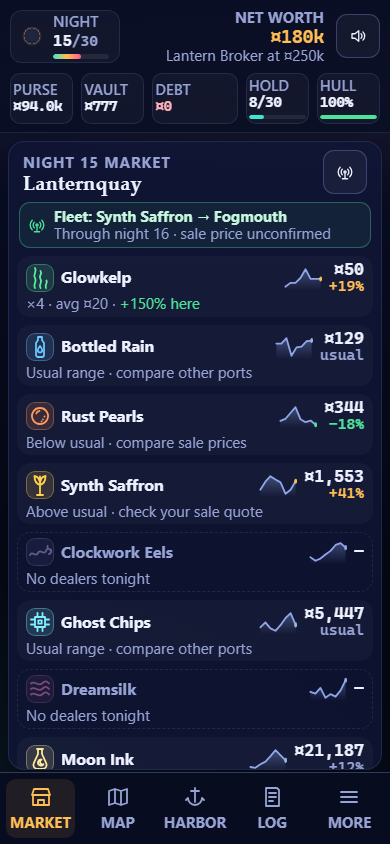 NIGHT
15/30
NET WORTH
¤180k
Lantern Broker at ¤250k
PURSE
¤94.0k
VAULT
¤777
DEBT
¤0
HOLD
8/30
HULL
100%
NIGHT 15 MARKET
Lanternquay
Fleet: Synth Saffron → Fogmouth
Through night 16 · sale price unconfirmed
Glowkelp
¤50
+19%
×4 · avg ¤20 · +150% here
Bottled Rain
¤129
usual
Usual range · compare other ports
Rust Pearls
¤344
−18%
Below usual · compare sale prices
Synth Saffron
¤1,553
+41%
Above usual · check your sale quote
Clockwork Eels
—
No dealers tonight
Ghost Chips
¤5,447
usual
Usual range · compare other ports
Dreamsilk
—
No dealers tonight
Moon Ink
¤21,187
+12%
MARKET
MAP
HARBOR
LOG
MORE